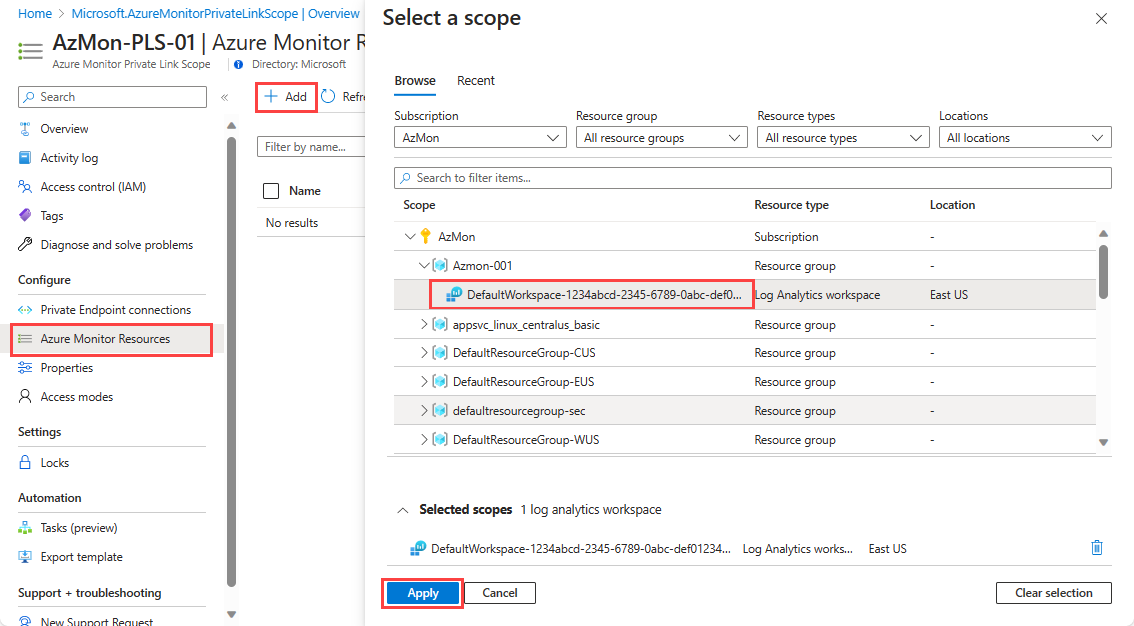 Home > Microsoft.AzureMonitorPrivateLinkScope | Overview
AzMon-PLS-01 | Azure Monitor R
Azure Monitor Private Link Scope
Directory: Microsoft
Search
«
Overview
Activity log
Access control (IAM)
Tags
Diagnose and solve problems
Configure
Private Endpoint connections
Azure Monitor Resources
Properties
Access modes
Settings
Locks
Automation
Tasks (preview)
Export template
Support + troubleshooting
New Support Request
Add
Refre
Filter by name...
Name
No results
Select a scope
Browse Recent
Subscription Resource group Resource types Locations
AzMon All resource groups All resource types All locations
Search to filter items...
Scope Resource type Location
AzMon Subscription -
Azmon-001 Resource group -
DefaultWorkspace-1234abcd-2345-6789-0abc-def0... Log Analytics workspace East US
appsvc_linux_centralus_basic Resource group -
DefaultResourceGroup-CUS Resource group -
DefaultResourceGroup-EUS Resource group -
defaultresourcegroup-sec Resource group -
DefaultResourceGroup-WUS Resource group -
Selected scopes 1 log analytics workspace
DefaultWorkspace-1234abcd-2345-6789-0abc-def01234... Log Analytics works... East US
Apply Cancel Clear selection